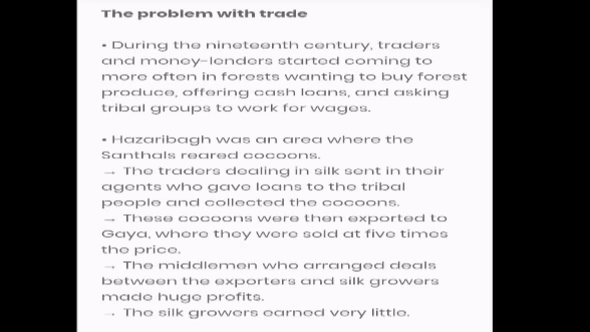 The problem with trade
• During the nineteenth century, traders
and money-lenders started coming to
more often in forests wanting to buy forest
produce, offering cash loans, and asking
tribal groups to work for wages.
• Hazaribagh was an area where the
Santhals reared cocoons.
→ The traders dealing in silk sent in their
agents who gave loans to the tribal
people and collected the cocoons.
→ These cocoons were then exported to
Gaya, where they were sold at five times
the price.
→ The middlemen who arranged deals
between the exporters and silk growers
made huge profits.
→ The silk growers earned very little.